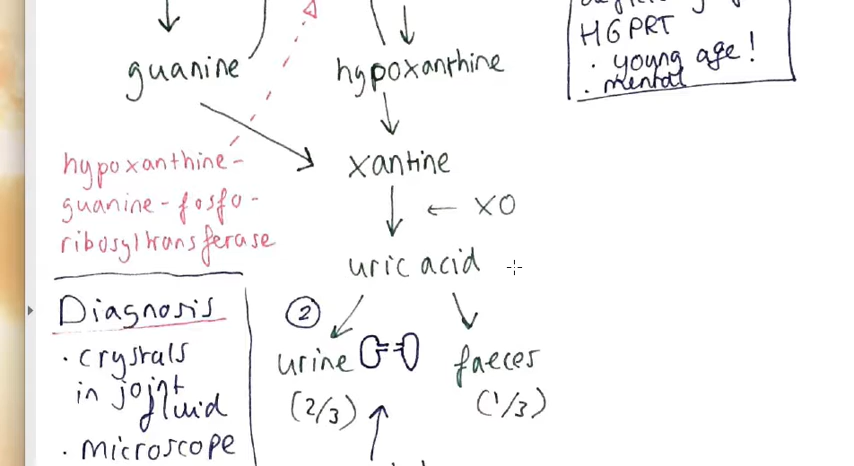 HGPRT
· young age!
· mental
guanine
hypoxanthine
xantine
← XO
hypoxanthine-
guanine-fosfo-
ribosyltransferase
uric acid
Diagnosis
· crystals
in joint
fluid
· microscope
2
urine
(2/3)
faeces
(1/3)